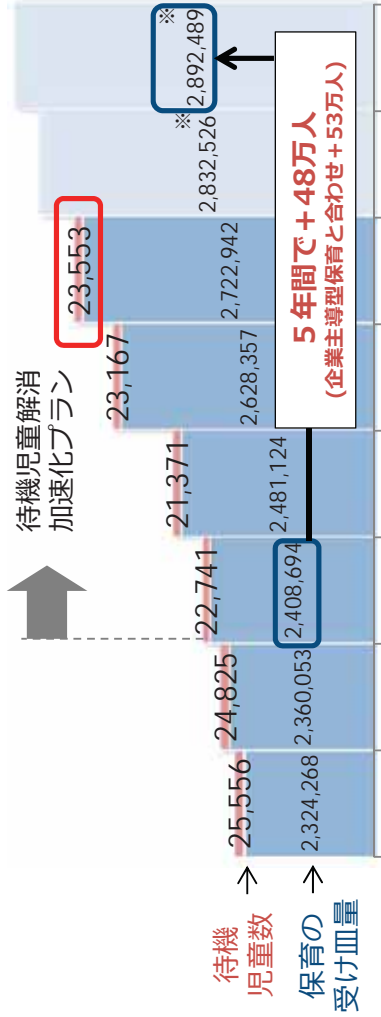 待機児童解消
加速化プラン
待機
児童数
→
25,556
24,825
22,741
21,371
23,167
23,553
保育の
受け皿量
→
2,324,268
2,360,053
2,408,694
2,481,124
2,628,357
2,722,942
※
2,832,526
※
2,892,489
5年間で+48万人
(企業主導型保育と合わせ+53万人)